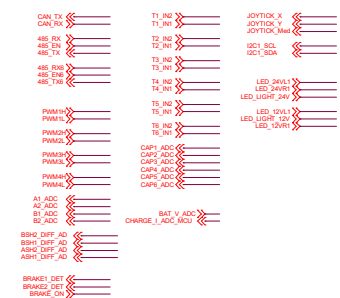 CAN_TX
CAN_RX
485_RX
485_EN
485_TX
485_RX6
485_EN6
485_TX6
PWM1H
PWM1L
PWM2H
PWM2L
PWM3H
PWM3L
PWM4H
PWM4L
A1_ADC
A2_ADC
B1_ADC
B2_ADC
BSH2_DIFF_AD
BSH1_DIFF_AD
ASH2_DIFF_AD
ASH1_DIFF_AD
BRAKE1_DET
BRAKE2_DET
BRAKE_ON
T1_IN2
T1_IN1
T2_IN2
T2_IN1
T3_IN2
T3_IN1
T4_IN2
T4_IN1
T5_IN2
T5_IN1
T6_IN2
T6_IN1
CAP1_ADC
CAP2_ADC
CAP3_ADC
CAP4_ADC
CAP5_ADC
CAP6_ADC
BAT_V_ADC
CHARGE_I_ADC_MCU
JOYTICK_X
JOYTICK_Y
JOYTICK_Med
I2C1_SCL
I2C1_SDA
LED_24VL1
LED_24VR1
LED_LIGHT_24V
LED_12VL1
LED_LIGHT_12V
LED_12VR1